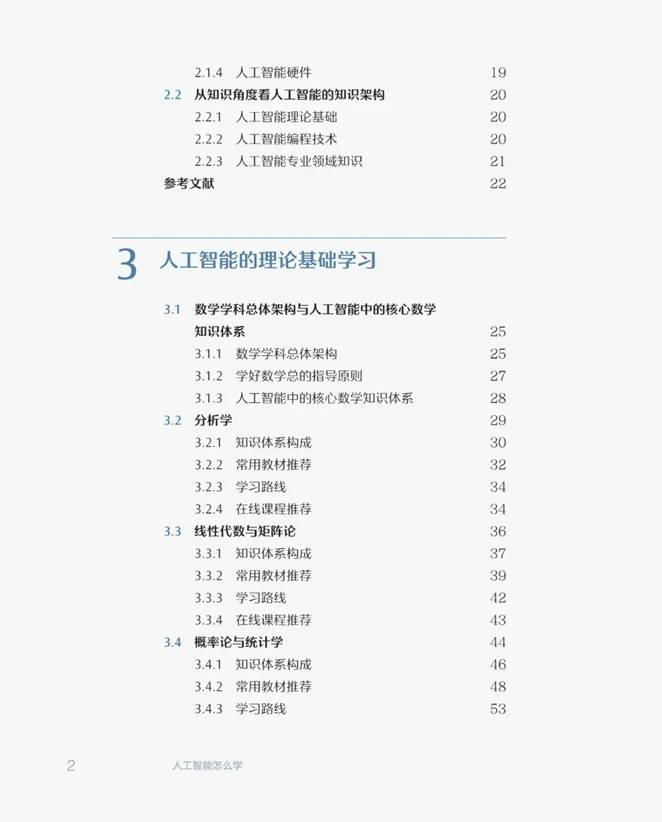 2.1.4 人工智能硬件 19
2.2 从知识角度看人工智能的知识架构 20
2.2.1 人工智能理论基础 20
2.2.2 人工智能编程技术 20
2.2.3 人工智能专业领域知识 21
参考文献 22
3 人工智能的理论基础学习
3.1 数学学科总体架构与人工智能中的核心数学
知识体系 25
3.1.1 数学学科总体架构 25
3.1.2 学好数学总的指导原则 27
3.1.3 人工智能中的核心数学知识体系 28
3.2 分析学 29
3.2.1 知识体系构成 30
3.2.2 常用教材推荐 32
3.2.3 学习路线 34
3.2.4 在线课程推荐 34
3.3 线性代数与矩阵论 36
3.3.1 知识体系构成 37
3.3.2 常用教材推荐 39
3.3.3 学习路线 42
3.3.4 在线课程推荐 43
3.4 概率论与统计学 44
3.4.1 知识体系构成 46
3.4.2 常用教材推荐 48
3.4.3 学习路线 53
2 人工智能怎么学